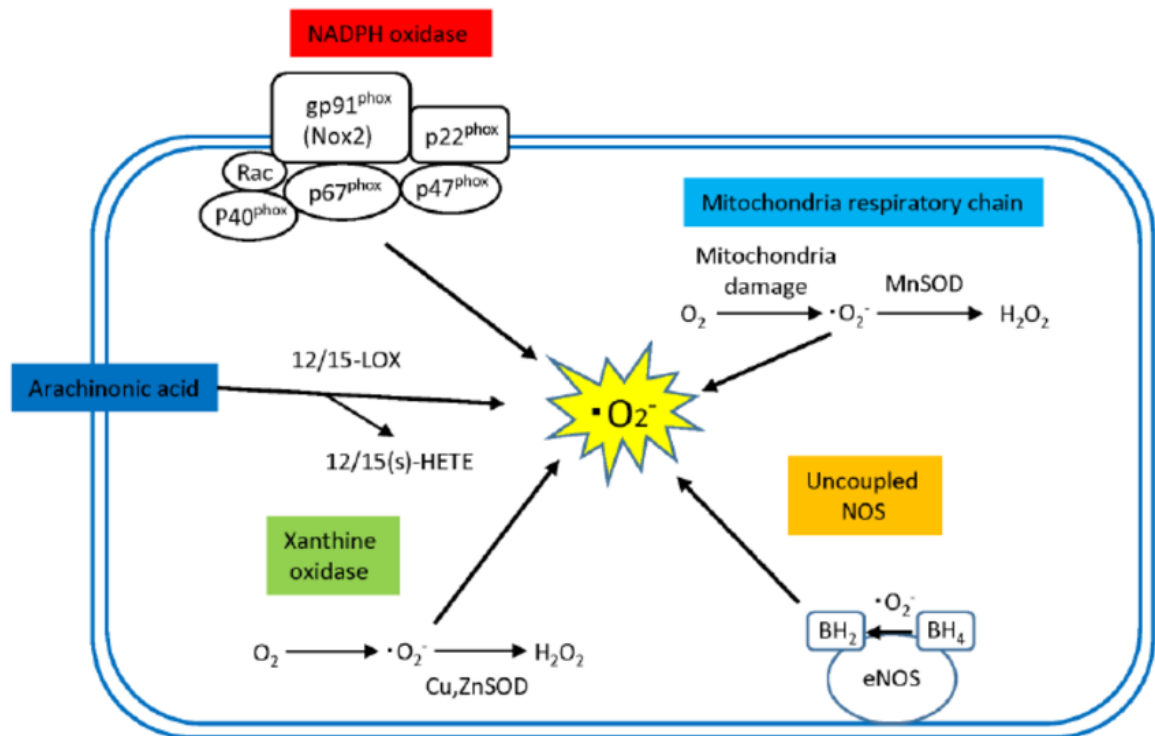 NADPH oxidase
gp91phox
(Nox2)
p22phox
Rac
p67phox
p47phox
P40phox
Mitochondria respiratory chain
Mitochondria
damage
MnSOD
O₂
·O₂⁻
H₂O₂
12/15-LOX
Arachinonic acid
·O₂⁻
12/15(s)-HETE
Uncoupled
NOS
Xanthine
oxidase
·O₂⁻
BH₂
BH₄
O₂
·O₂⁻
H₂O₂
eNOS
Cu,ZnSOD